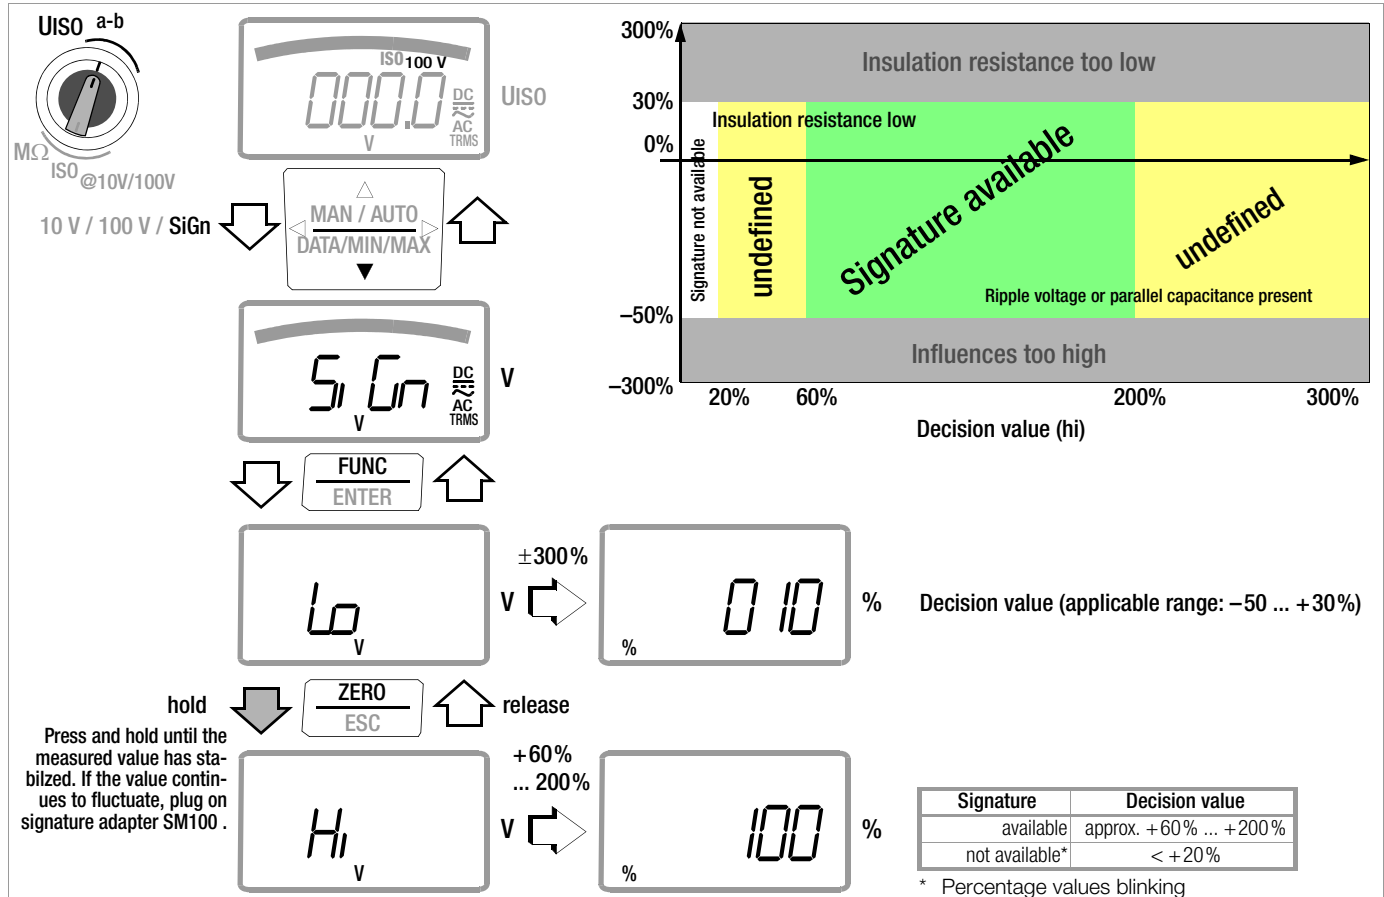 UISO a-b
MΩ
ISO @10V/100V
10 V / 100 V / SiGn
ISO 100 V
000.0
V
DC
AC
TRMS
UISO
MAN / AUTO
DATA/MIN/MAX
SiGn
V
DC
AC
TRMS
V
FUNC
ENTER
Lo
V
V
±300%
010
%
%
Decision value (applicable range: –50 ... +30%)
hold
ZERO
ESC
release
Press and hold until the
measured value has sta-
bilzed. If the value contin-
ues to fluctuate, plug on
signature adapter SM100 .
Hi
V
V
+60%
... 200%
100
%
%
300%
30%
0%
–50%
–300%
Insulation resistance too low
Insulation resistance low
Signature not available
undefined
Signature available
undefined
Ripple voltage or parallel capacitance present
Influences too high
20% 60% 200% 300%
Decision value (hi)
Signature Decision value
available approx. +60% ... +200%
not available* < +20%
* Percentage values blinking